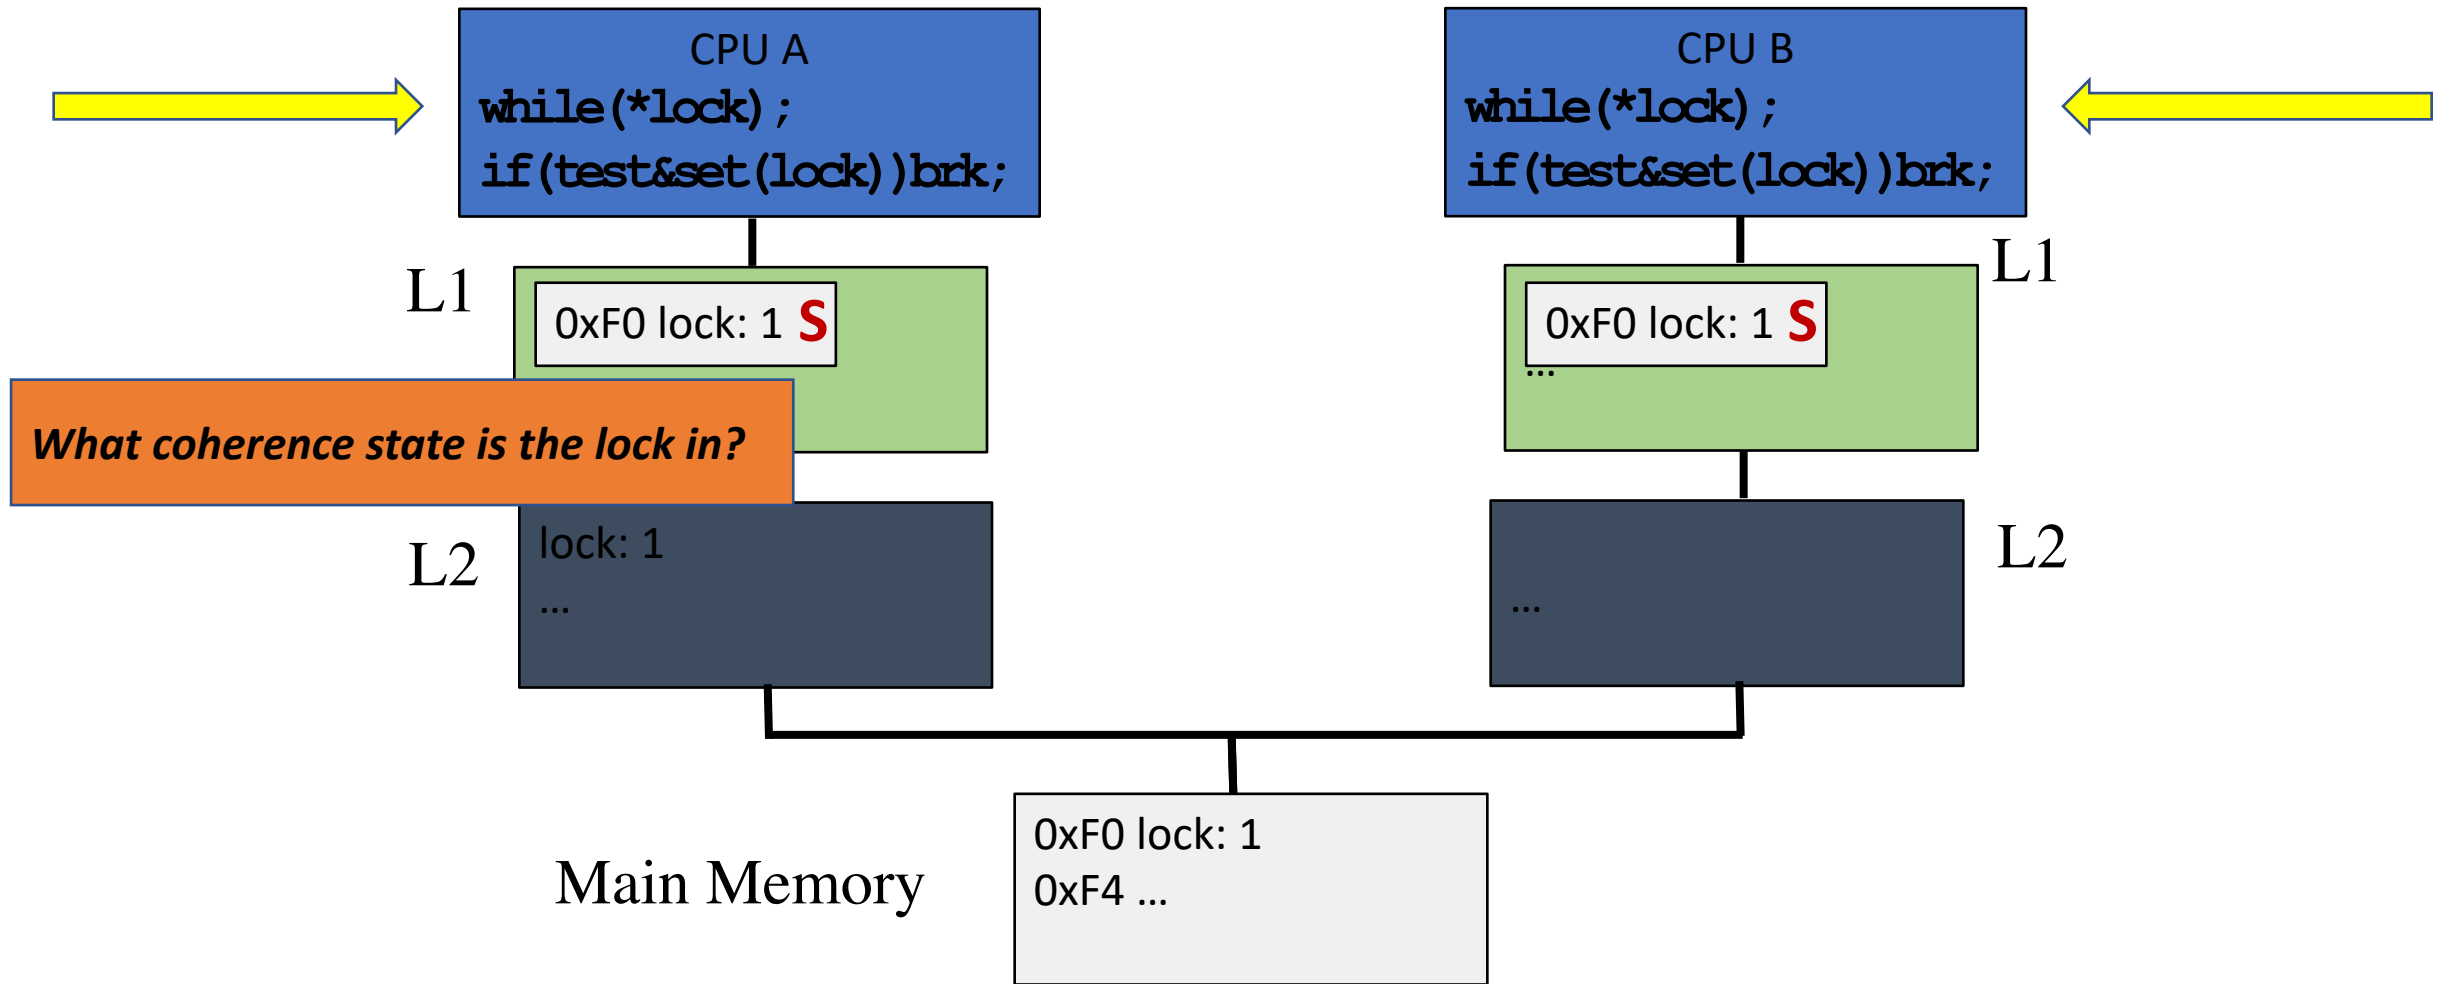 CPU A
while(*lock);
if(test&set(lock))brk;
CPU B
while(*lock);
if(test&set(lock))brk;
L1
0xF0 lock: 1 S
0xF0 lock: 1 S
…
L1
What coherence state is the lock in?
L2
lock: 1
…
…
L2
Main Memory
0xF0 lock: 1
0xF4 …